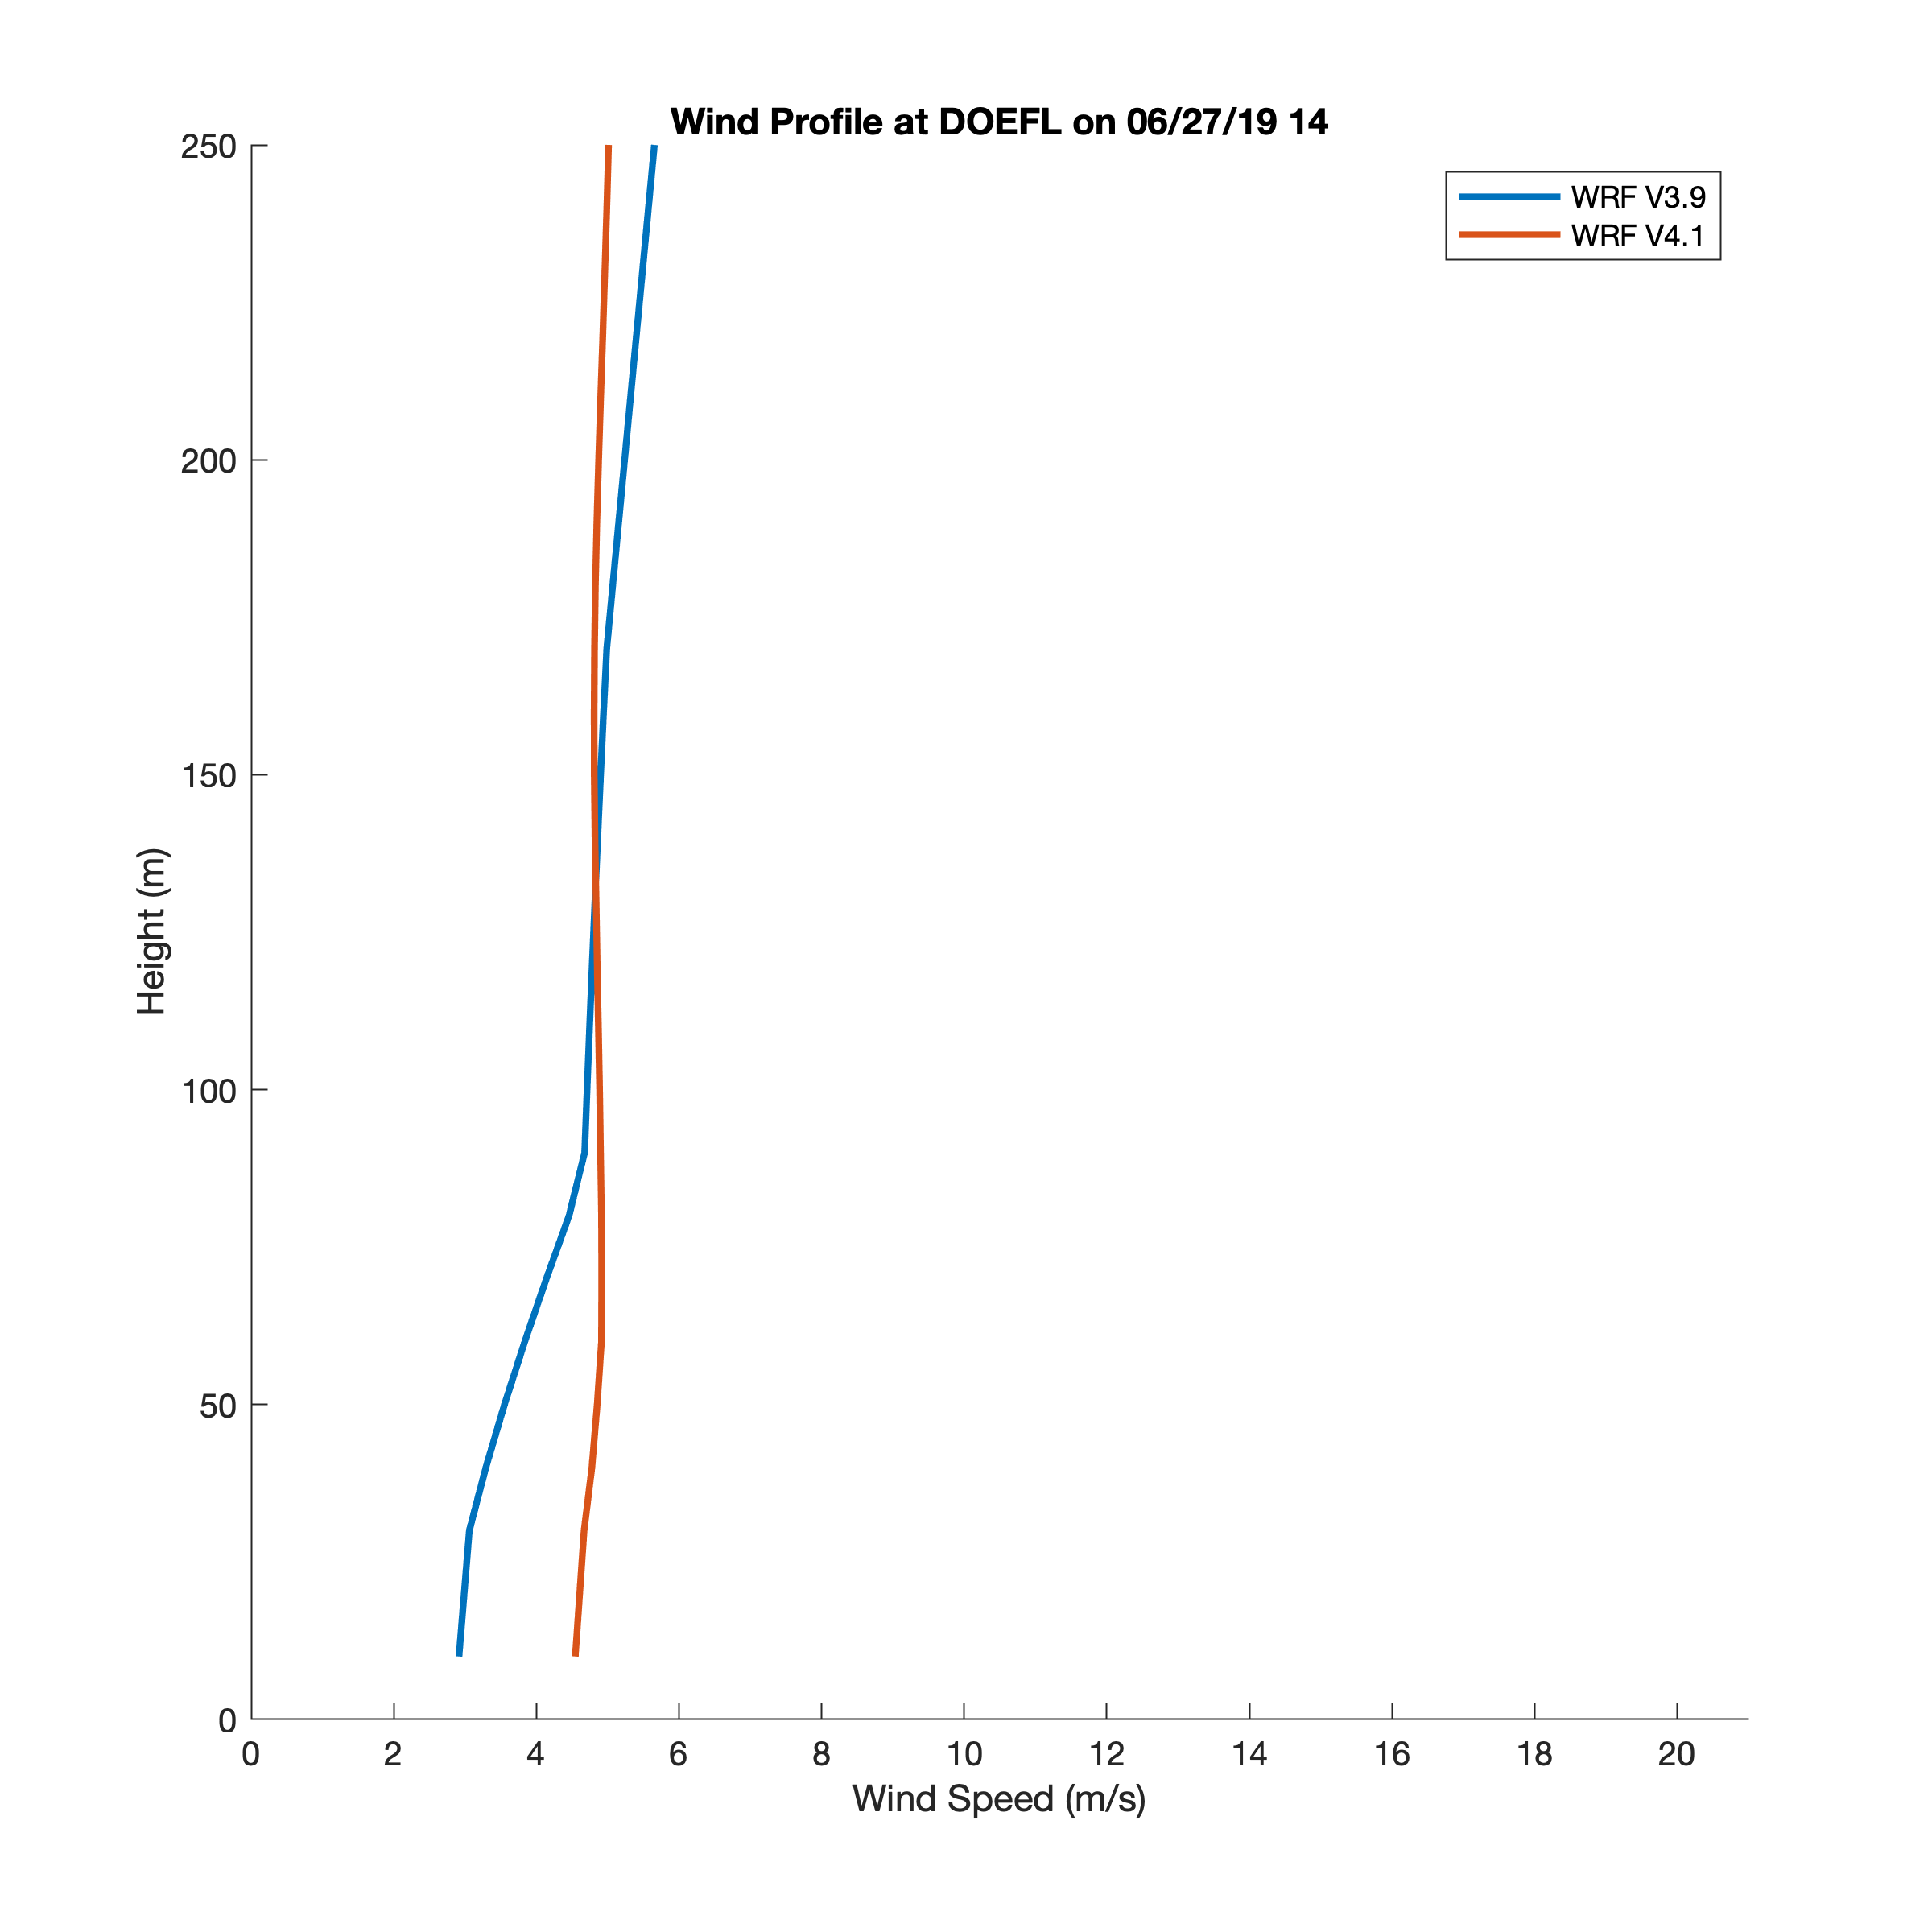 Wind Profile at DOEFL on 06/27/19 14
WRF V3.9
WRF V4.1
250
200
150
100
50
0
Height (m)
0 2 4 6 8 10 12 14 16 18 20
Wind Speed (m/s)